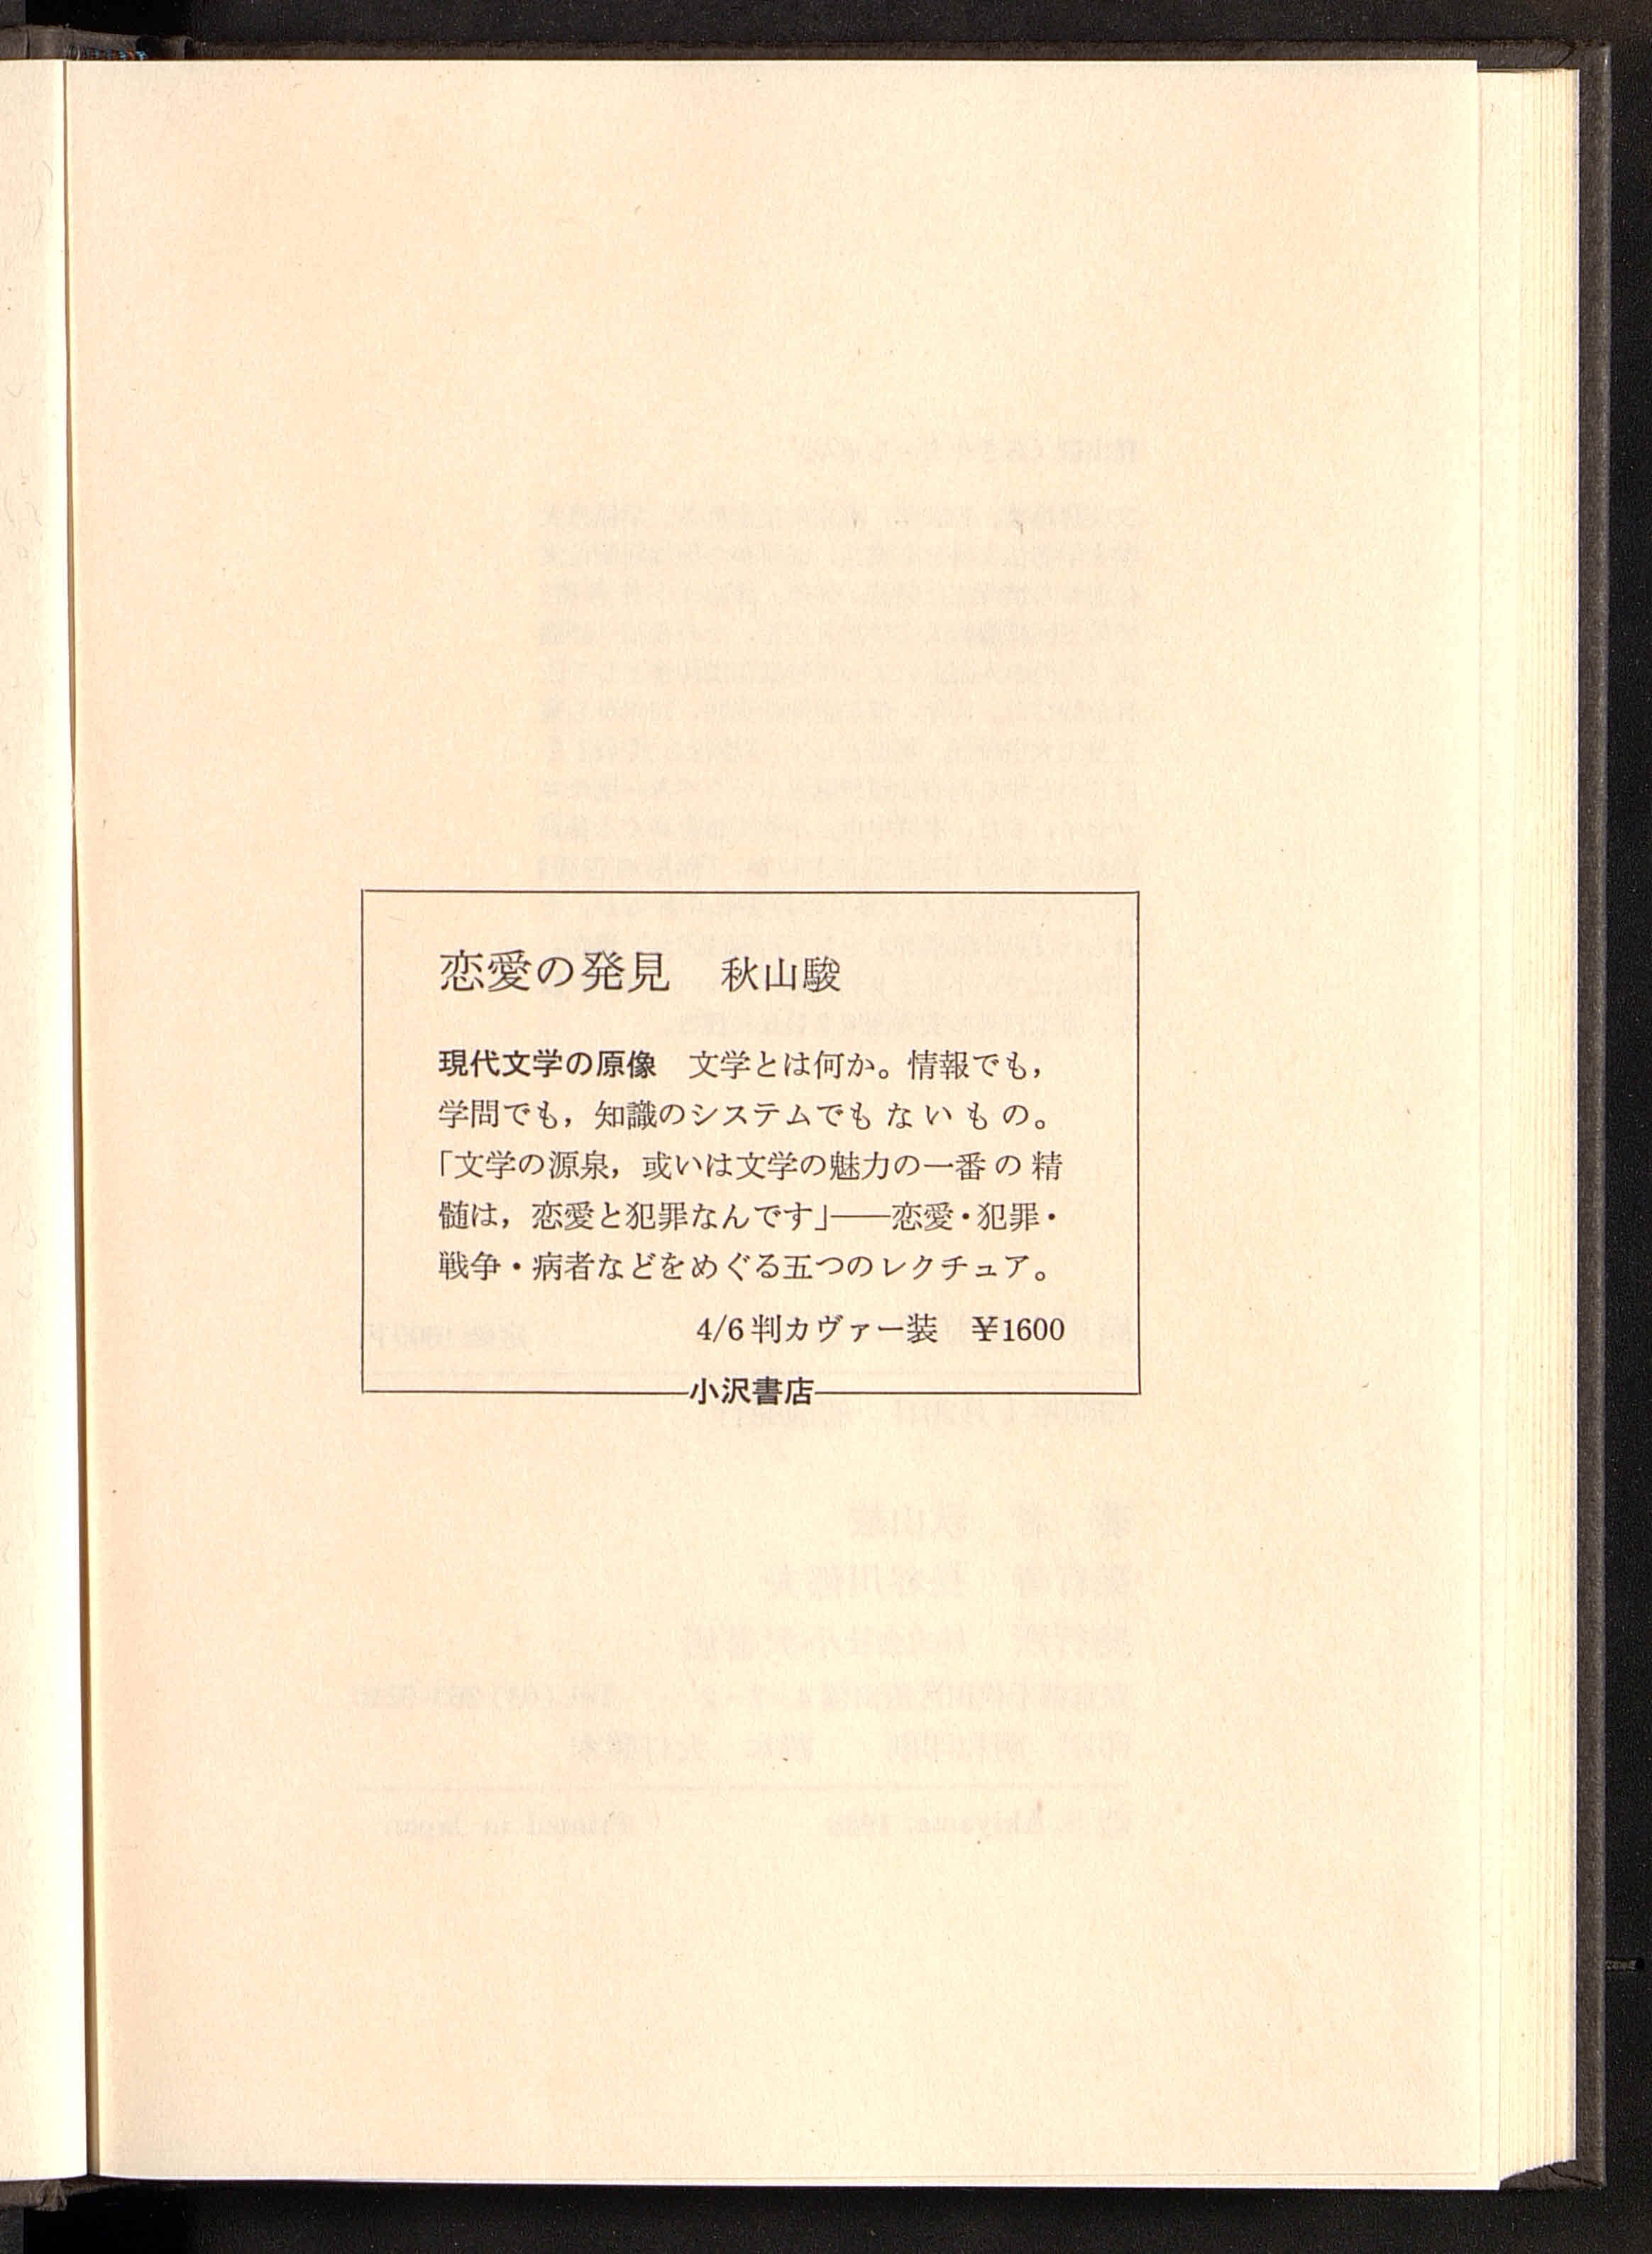 恋愛の発見　秋山駿
現代文学の原像　文学とは何か。情報でも，
学問でも，知識のシステムでもないもの。
「文学の源泉，或いは文学の魅力の一番の精
髄は，恋愛と犯罪なんです」――恋愛・犯罪・
戦争・病者などをめぐる五つのレクチュア。
4/6判カヴァー装　¥1600
小沢書店